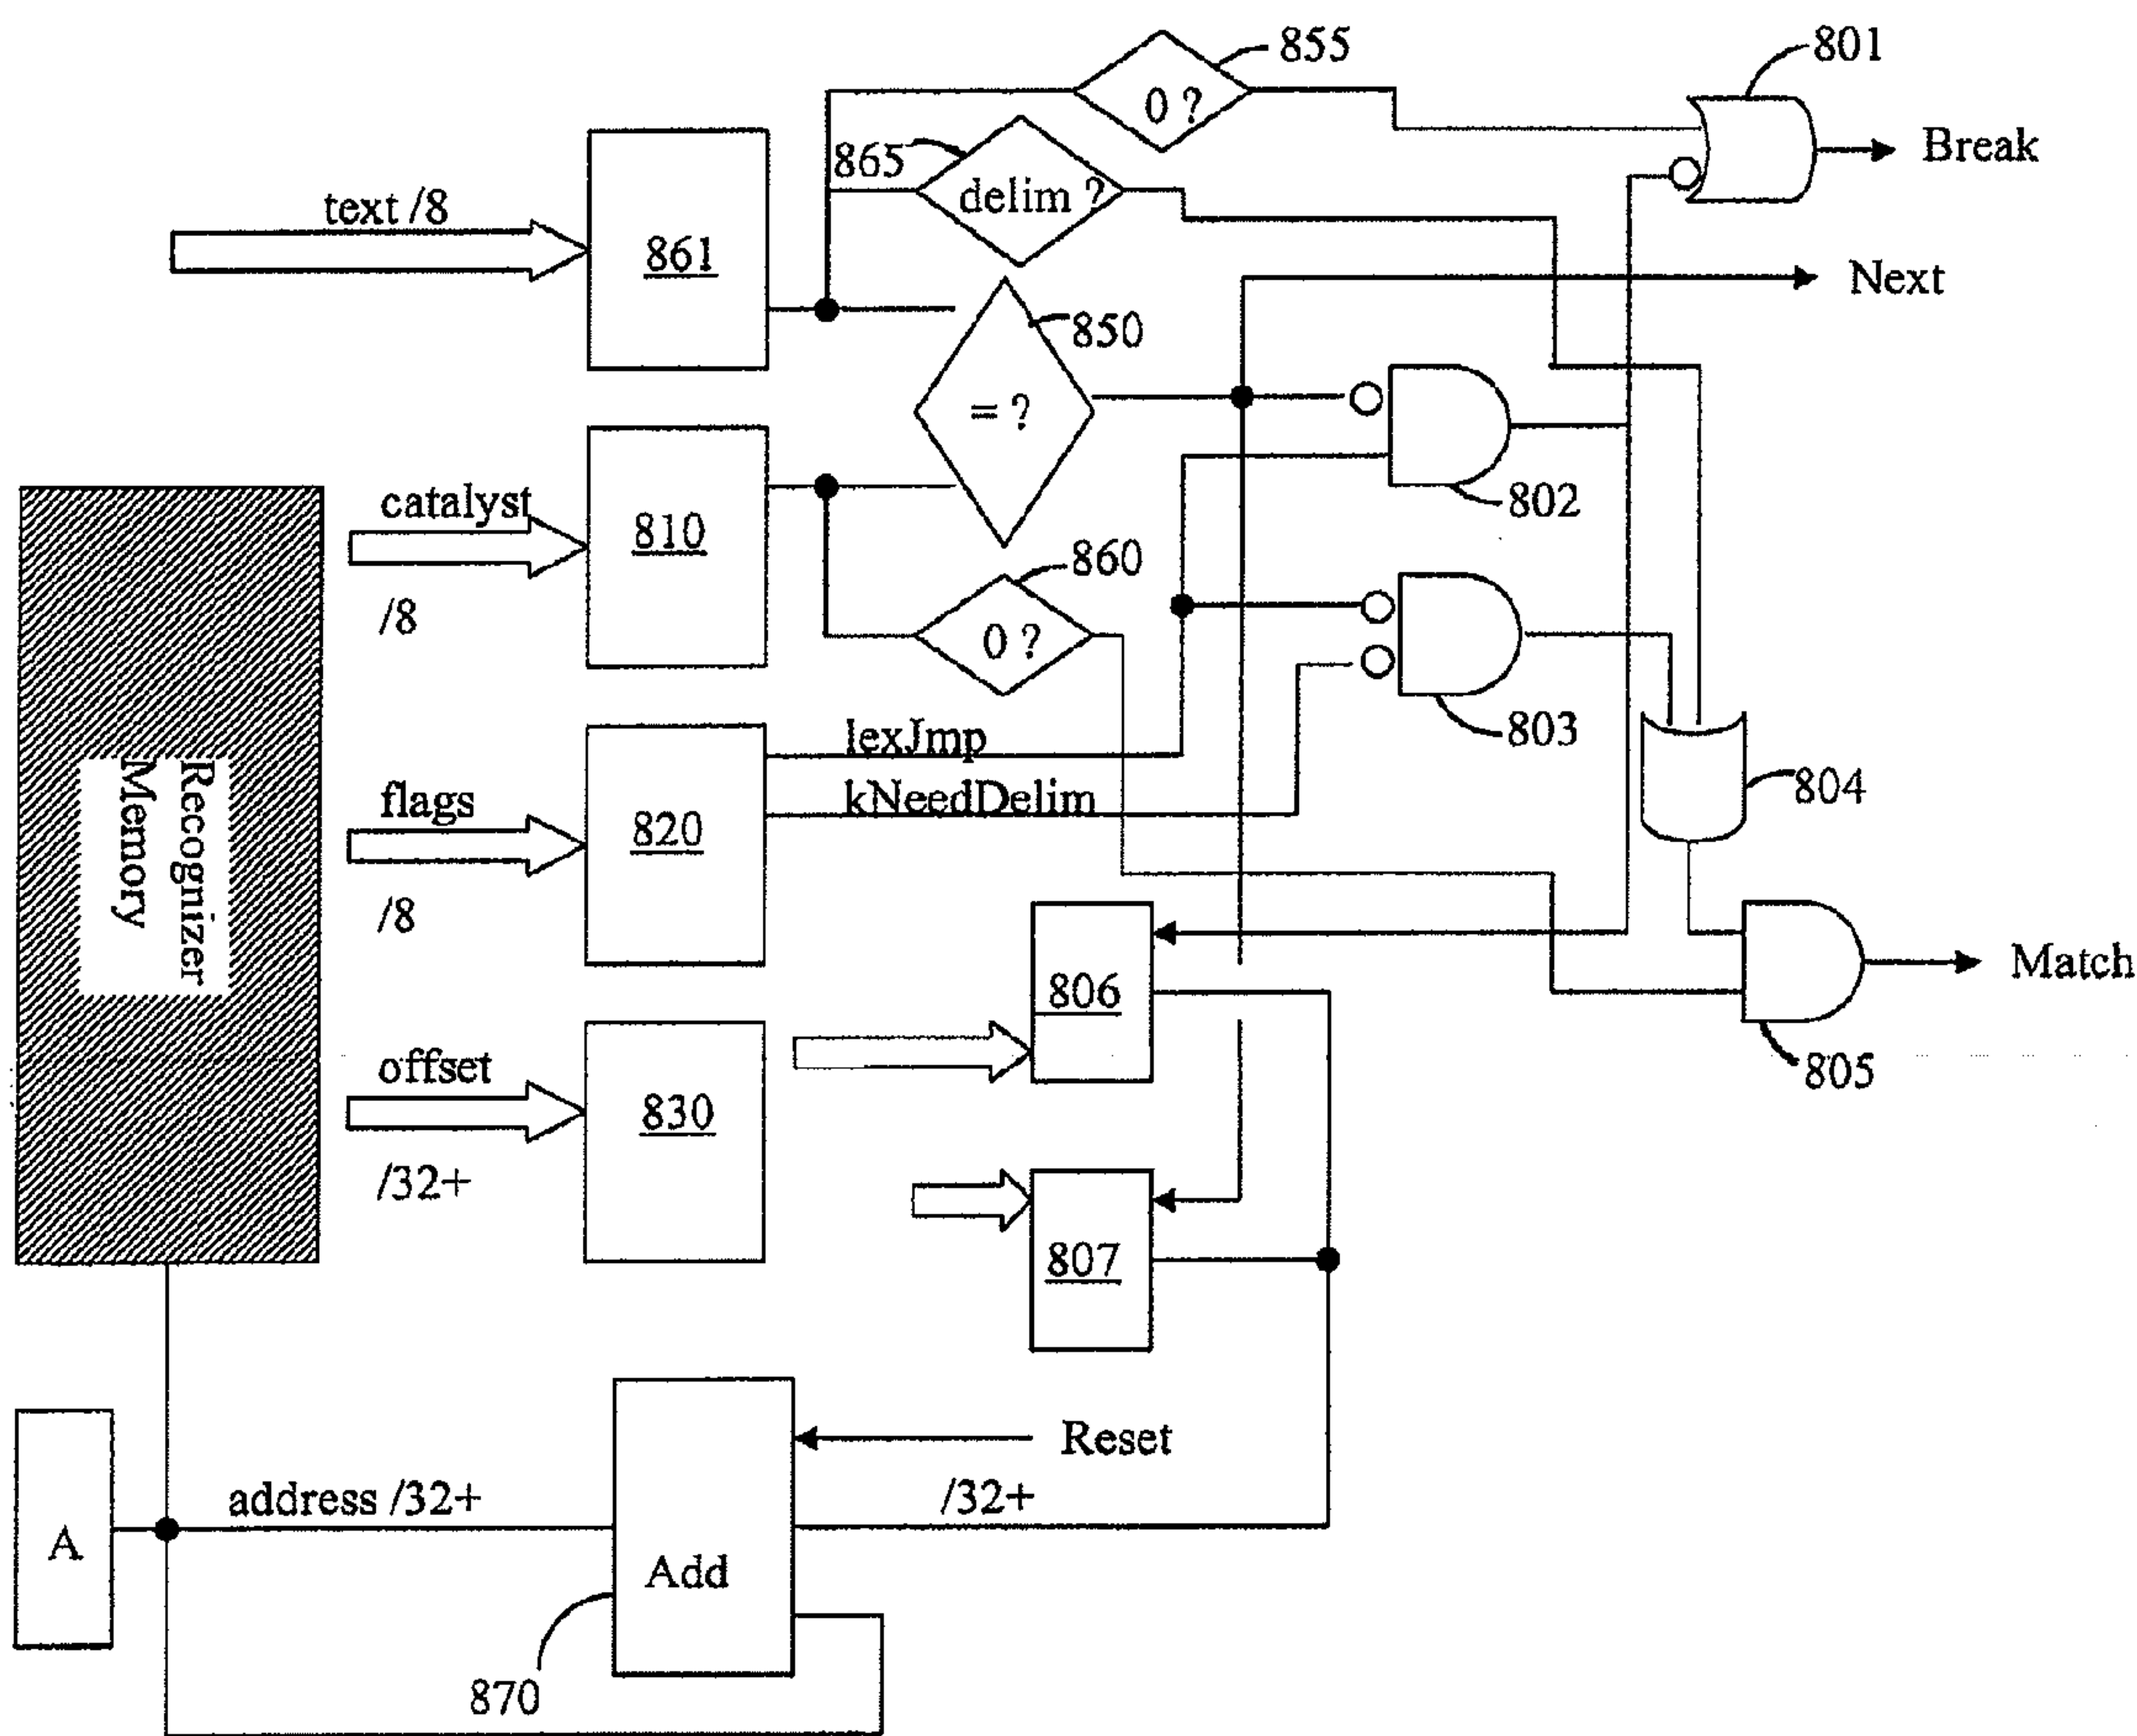 855
0 ?
801
Break
865
delim ?
text /8
861
Next
850
= ?
802
catalyst
810
/8
860
0 ?
803
Recognizer
Memory
lexJmp
flags
820
kNeedDelim
/8
804
806
Match
offset
830
805
/32+
807
Reset
address /32+
/32+
A
Add
870